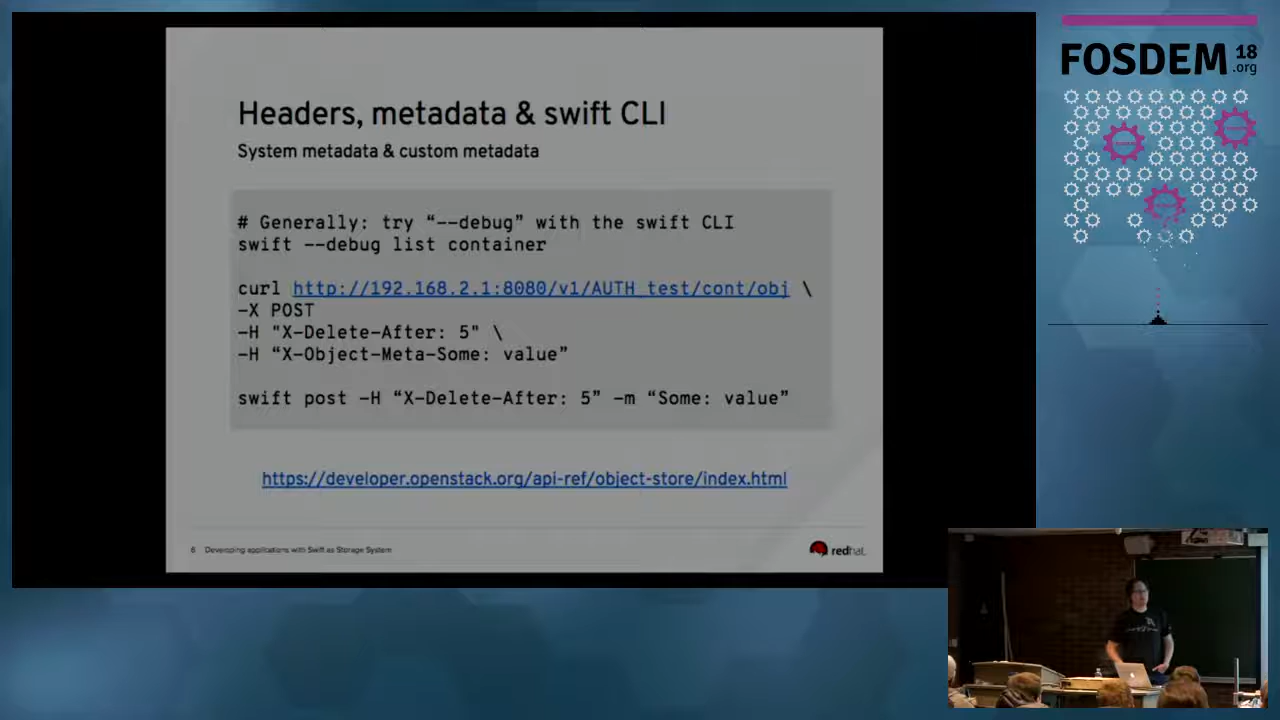 FOSDEM 18
.org
Headers, metadata & swift CLI
System metadata & custom metadata
# Generally: try “--debug” with the swift CLI
swift --debug list container
curl http://192.168.2.1:8080/v1/AUTH_test/cont/obj \
-X POST
-H "X-Delete-After: 5" \
-H “X-Object-Meta-Some: value”
swift post -H “X-Delete-After: 5” -m “Some: value”
https://developer.openstack.org/api-ref/object-store/index.html
6 Developing applications with Swift as Storage System
redhat.